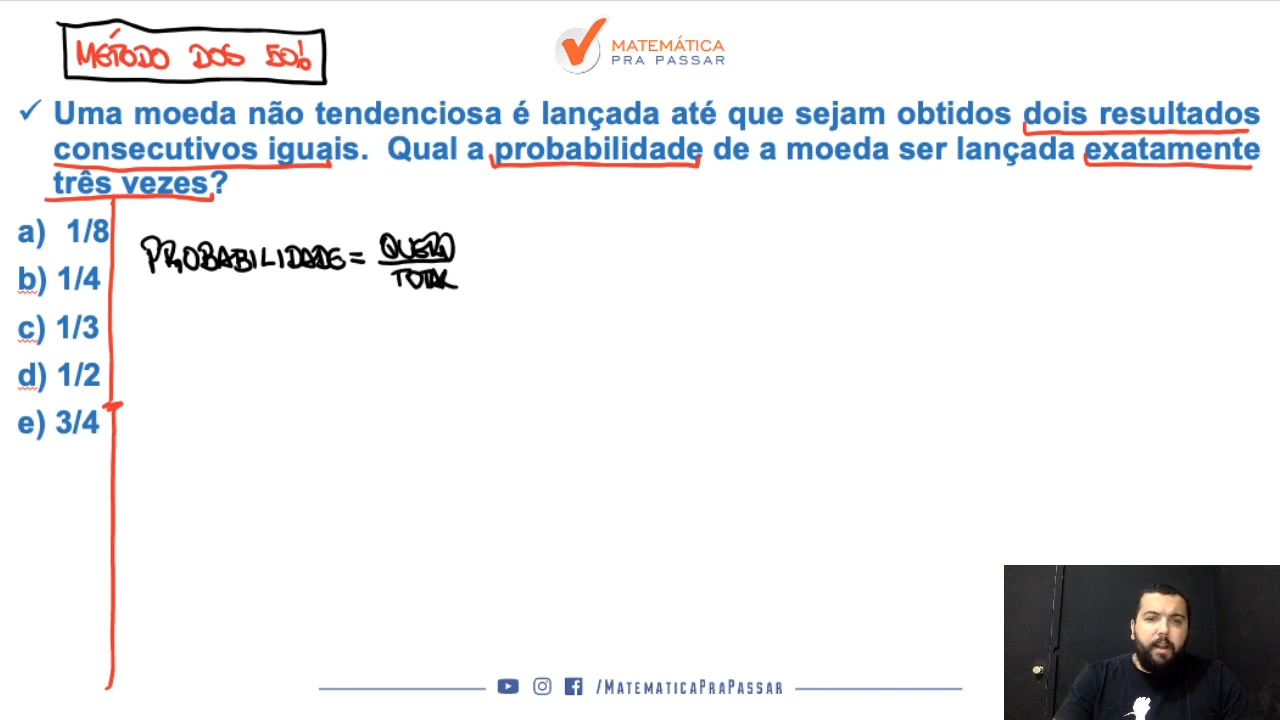 MÉTODO DOS 50!
MATEMÁTICA
PRA PASSAR
✓ Uma moeda não tendenciosa é lançada até que sejam obtidos dois resultados
consecutivos iguais. Qual a probabilidade de a moeda ser lançada exatamente
três vezes?
a) 1/8
PROBABILIDADE = QUERO
TOTAL
b) 1/4
c) 1/3
d) 1/2
e) 3/4
/MATEMATICAPRAPASSAR